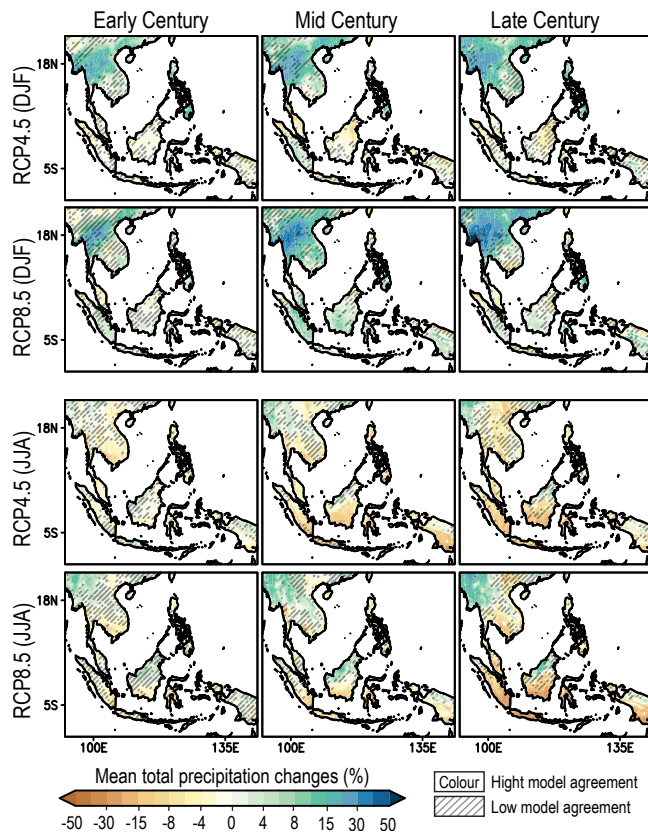 Early Century Mid Century Late Century
RCP4.5 (DJF)
18N
5S
RCP8.5 (DJF)
18N
5S
RCP4.5 (JJA)
18N
5S
RCP8.5 (JJA)
18N
5S
100E 135E 100E 135E 100E 135E
Mean total precipitation changes (%)
-50 -30 -15 -8 -4 0 4 8 15 30 50
Colour Hight model agreement
Low model agreement